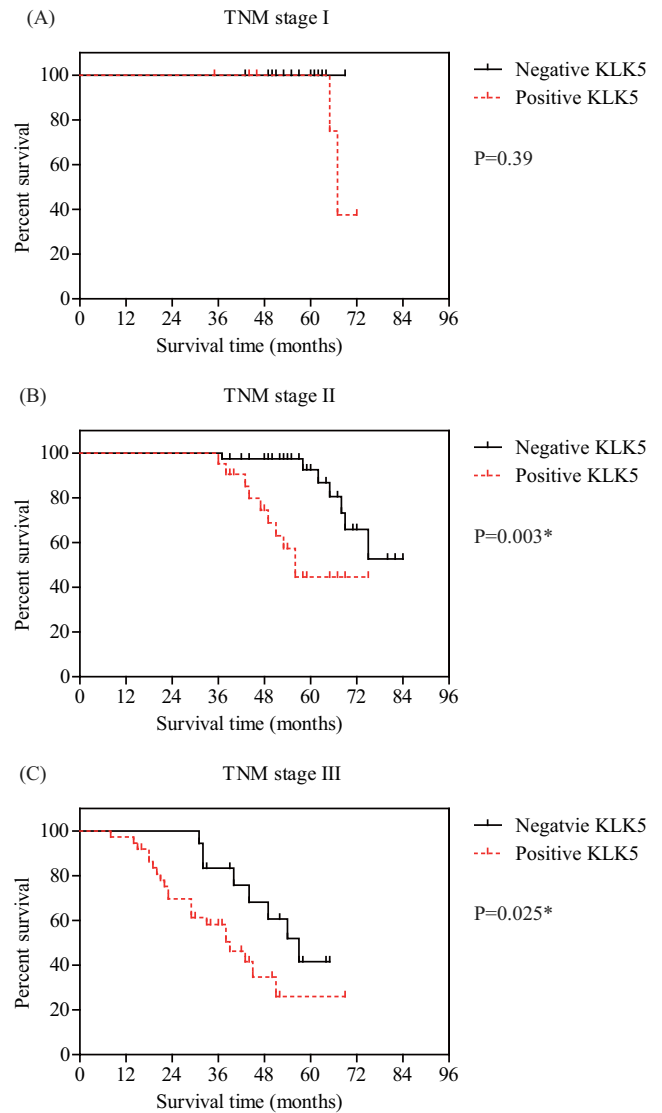 (A)
TNM stage I
100
80
60
40
20
0
Percent survival
0 12 24 36 48 60 72 84 96
Survival time (months)
Negative KLK5
Positive KLK5
P=0.39
(B)
TNM stage II
100
80
60
40
20
0
Percent survival
0 12 24 36 48 60 72 84 96
Survival time (months)
Negative KLK5
Positive KLK5
P=0.003*
(C)
TNM stage III
100
80
60
40
20
0
Percent survival
0 12 24 36 48 60 72 84 96
Survival time (months)
Negatvie KLK5
Positive KLK5
P=0.025*